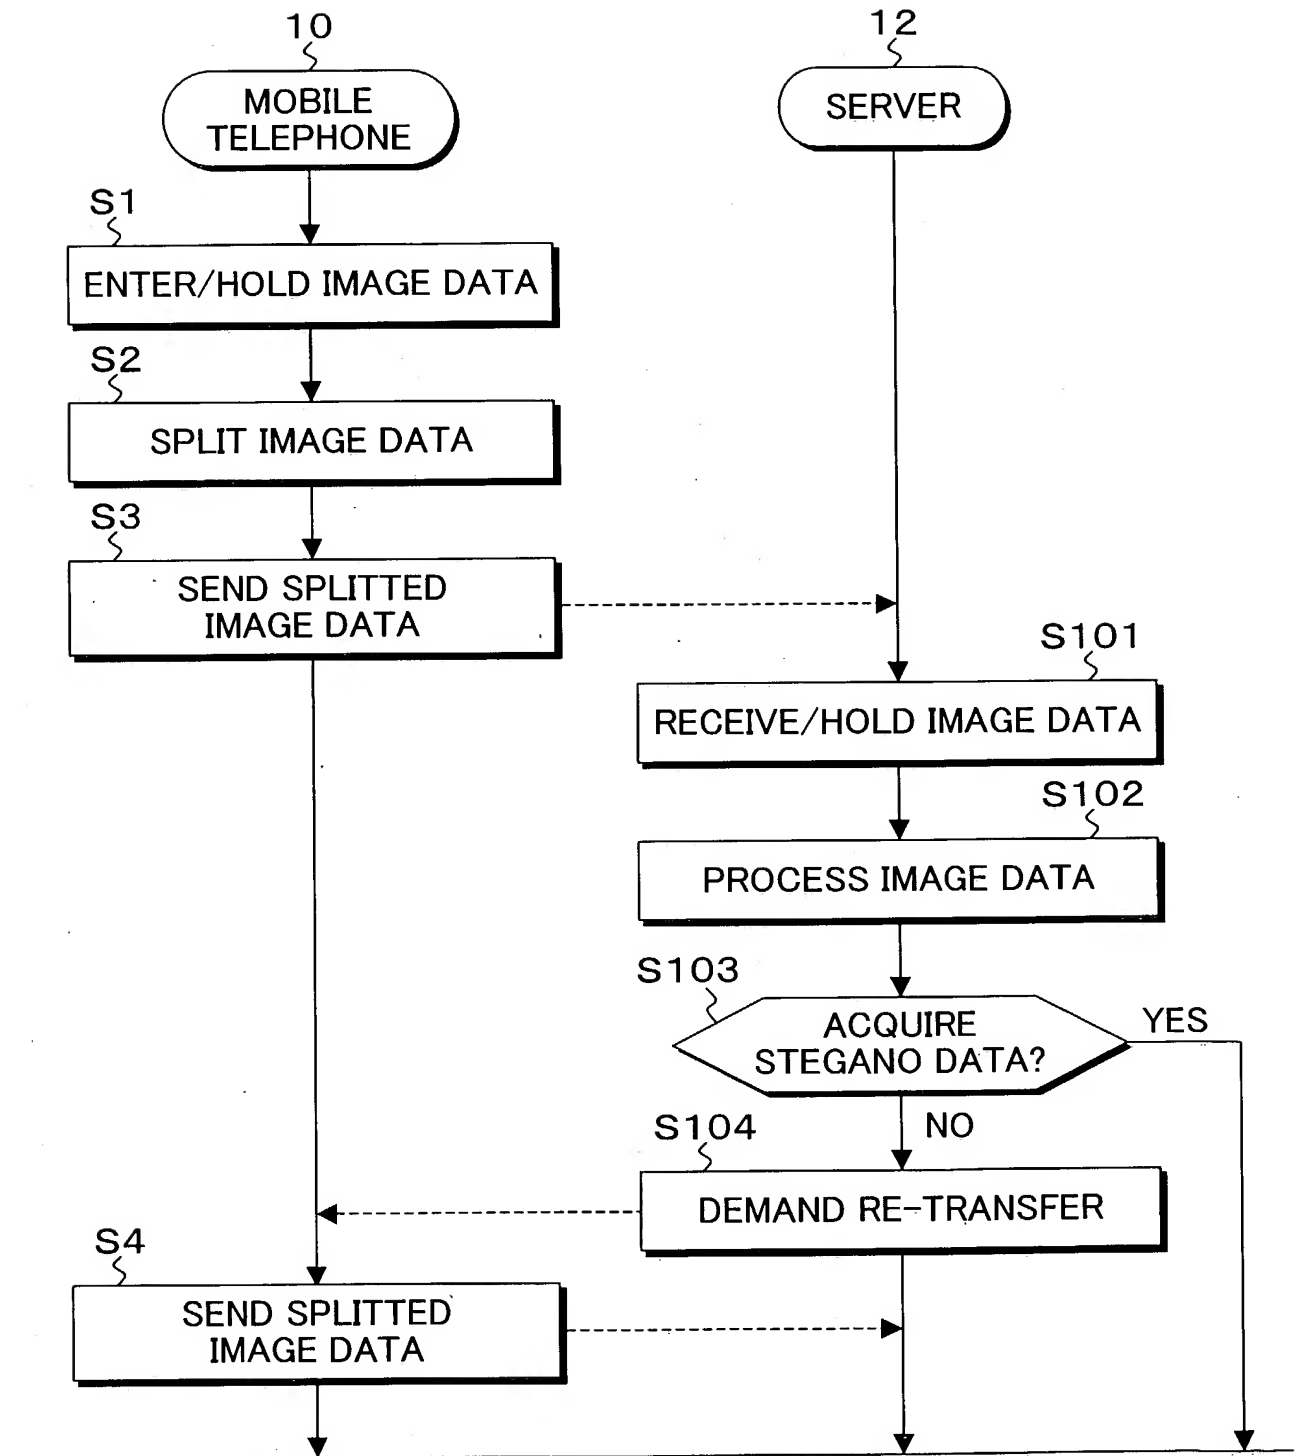 10
12
MOBILE
TELEPHONE
SERVER
S1
ENTER/HOLD IMAGE DATA
S2
SPLIT IMAGE DATA
S3
SEND SPLITTED
IMAGE DATA
S101
RECEIVE/HOLD IMAGE DATA
S102
PROCESS IMAGE DATA
S103
ACQUIRE
STEGANO DATA?
YES
NO
S104
DEMAND RE-TRANSFER
S4
SEND SPLITTED
IMAGE DATA